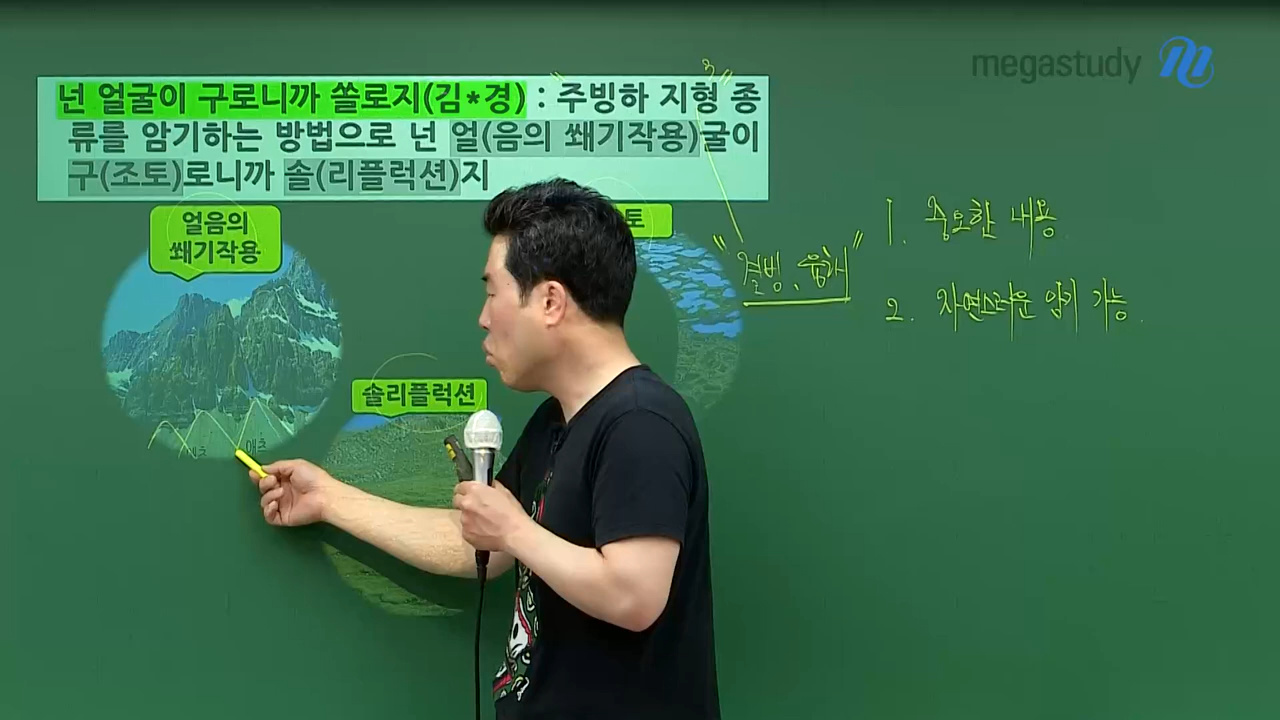 megastudy
넌 얼굴이 구로니까 쏠로지(김*경) : 주빙하 지형 종
류를 암기하는 방법으로 넌 얼(음의 쐐기작용)굴이
구(조토)로니까 솔(리플럭션)지
얼음의
쐐기작용
토
솔리플럭션
"결빙, 융해"
1. 중요한 내용
2. 자연스러운 암기 가능
애추